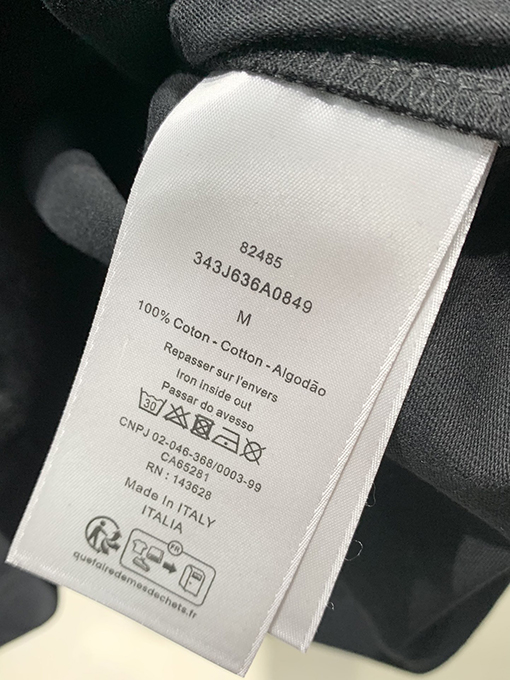 82485
343J636A0849
M
100% Coton - Cotton - Algodão
Repasser sur l'envers
Iron inside out
Passar do avesso
30
CNPJ 02-046-368/0003-99
CA65281
RN : 143628
Made in ITALY
ITALIA
FR
quefairedemesdechets.fr